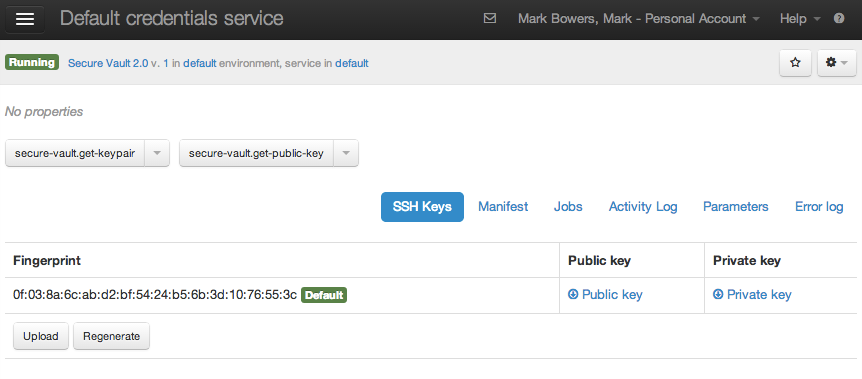 Default credentials service
Mark Bowers, Mark - Personal Account
Help
Running
Secure Vault 2.0 v. 1 in default environment, service in default
No properties
secure-vault.get-keypair
secure-vault.get-public-key
SSH Keys
Manifest
Jobs
Activity Log
Parameters
Error log
Fingerprint
Public key
Private key
0f:03:8a:6c:ab:d2:bf:54:24:b5:6b:3d:10:76:55:3c Default
Public key
Private key
Upload
Regenerate